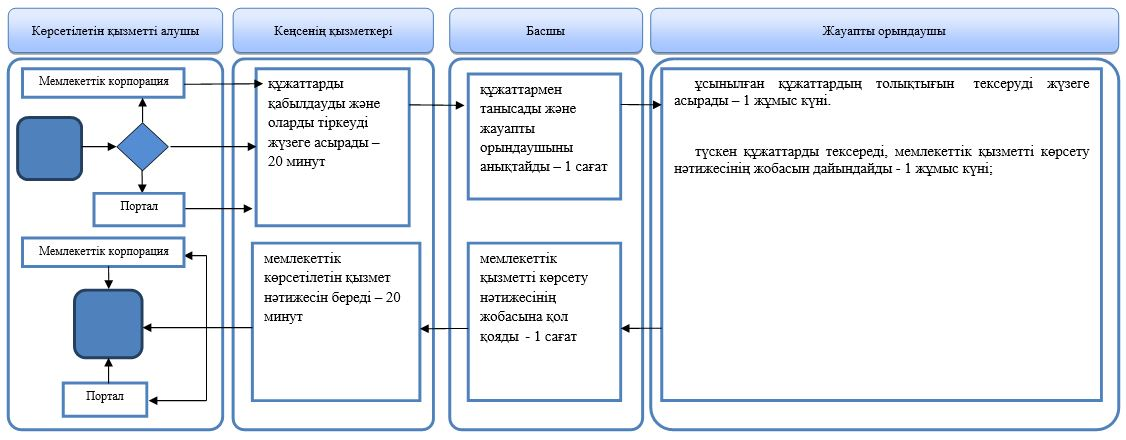 Көрсетілетін қызметті алушы
Кеңсенің қызметкері
Басшы
Жауапты орындаушы
Мемлекеттік корпорация
Портал
құжаттарды
қабылдауды және
оларды тіркеуді
жүзеге асырады –
20 минут
құжаттармен
танысады және
жауапты
орындаушыны
анықтайды – 1 сағат
ұсынылған құжаттардың толықтығын тексеруді жүзеге
асырады – 1 жұмыс күні.
түскен құжаттарды тексереді, мемлекеттік қызметті көрсету
нәтижесінің жобасын дайындайды - 1 жұмыс күні;
Мемлекеттік корпорация
Портал
мемлекеттік
көрсетілетін қызмет
нәтижесін береді – 20
минут
мемлекеттік
қызметті көрсету
нәтижесінің
жобасына қол
қояды - 1 сағат